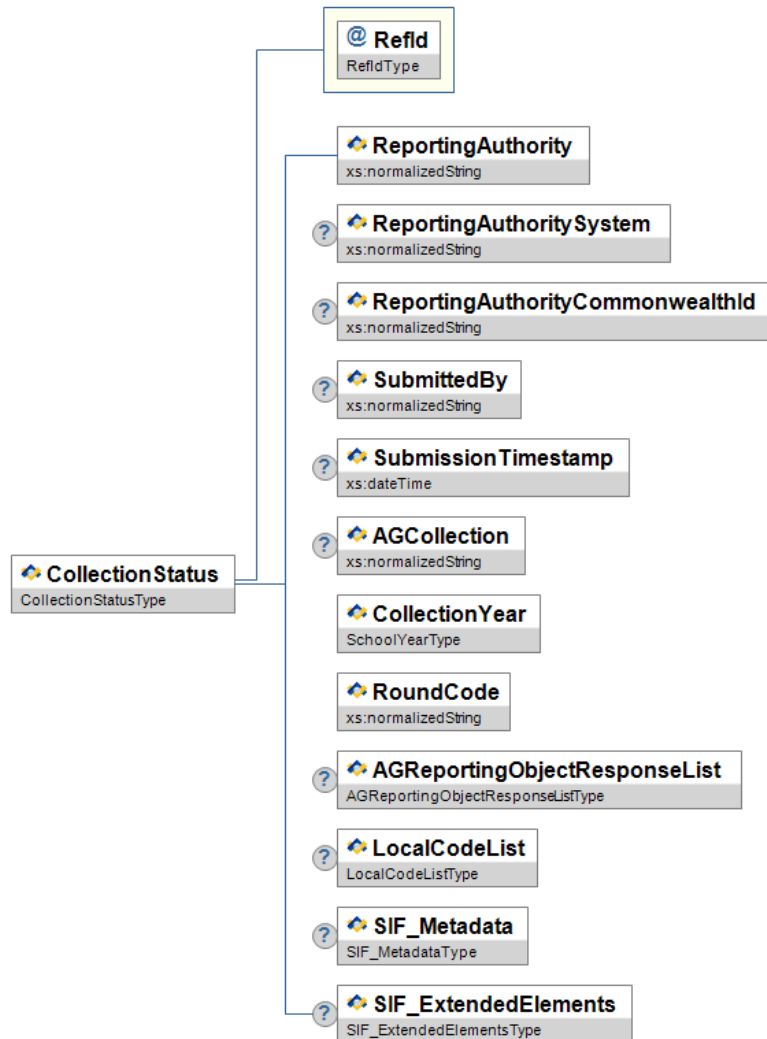 @ RefId
RefIdType
ReportingAuthority
xs:normalizedString
? ReportingAuthoritySystem
xs:normalizedString
? ReportingAuthorityCommonwealthId
xs:normalizedString
? SubmittedBy
xs:normalizedString
? SubmissionTimestamp
xs:dateTime
? AGCollection
xs:normalizedString
CollectionStatus
CollectionStatusType
CollectionYear
SchoolYearType
RoundCode
xs:normalizedString
? AGReportingObjectResponseList
AGReportingObjectResponseListType
? LocalCodeList
LocalCodeListType
? SIF_Metadata
SIF_MetadataType
? SIF_ExtendedElements
SIF_ExtendedElementsType